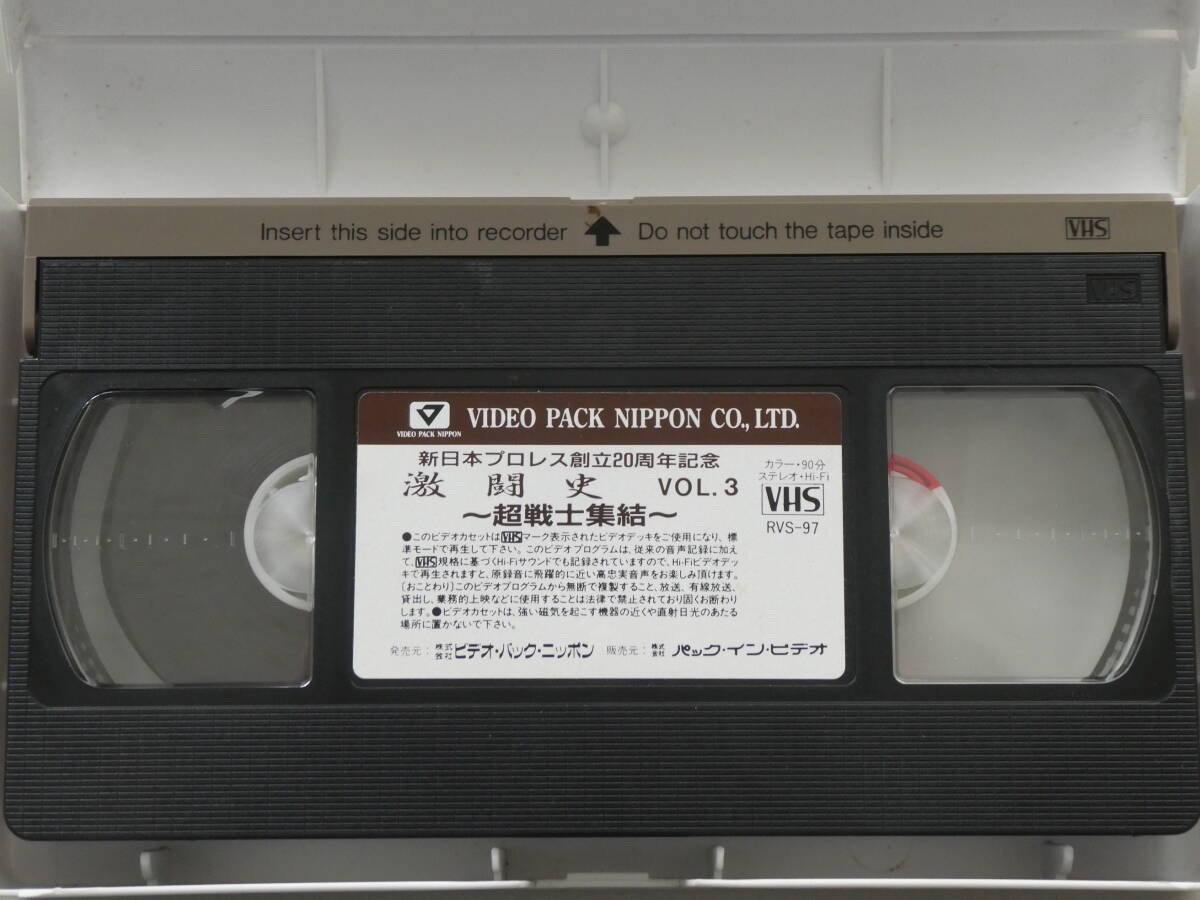 Insert this side into recorder Do not touch the tape inside VHS
VHS
VIDEO PACK NIPPON VIDEO PACK NIPPON CO., LTD.
新日本プロレス創立20周年記念
激闘史 VOL.3
～超戦士集結～
カラー・90分
ステレオ・Hi-Fi
VHS
RVS-97
●このビデオカセットはVHSマーク表示されたビデオデッキをご使用になり、標
準モードで再生して下さい。このビデオプログラムは、従来の音声記録に加え
て、VHS規格に基づくHi-Fiサウンドでも記録されていますので、Hi-Fiビデオデッ
キで再生されますと、原録音に飛躍的に近い高忠実音声をお楽しみ頂けます。
(おことわり)このビデオプログラムから無断で複製すること、放送、有線放送、
貸出し、業務的上映などに使用することは法律で禁止されており固くお断わり
します。●ビデオカセットは、強い磁気を起こす機器の近くや直射日光のあたる
場所に置かないで下さい。
発売元：株式会社ビデオ・パック・ニッポン 販売元：株式会社パック・イン・ビデオ